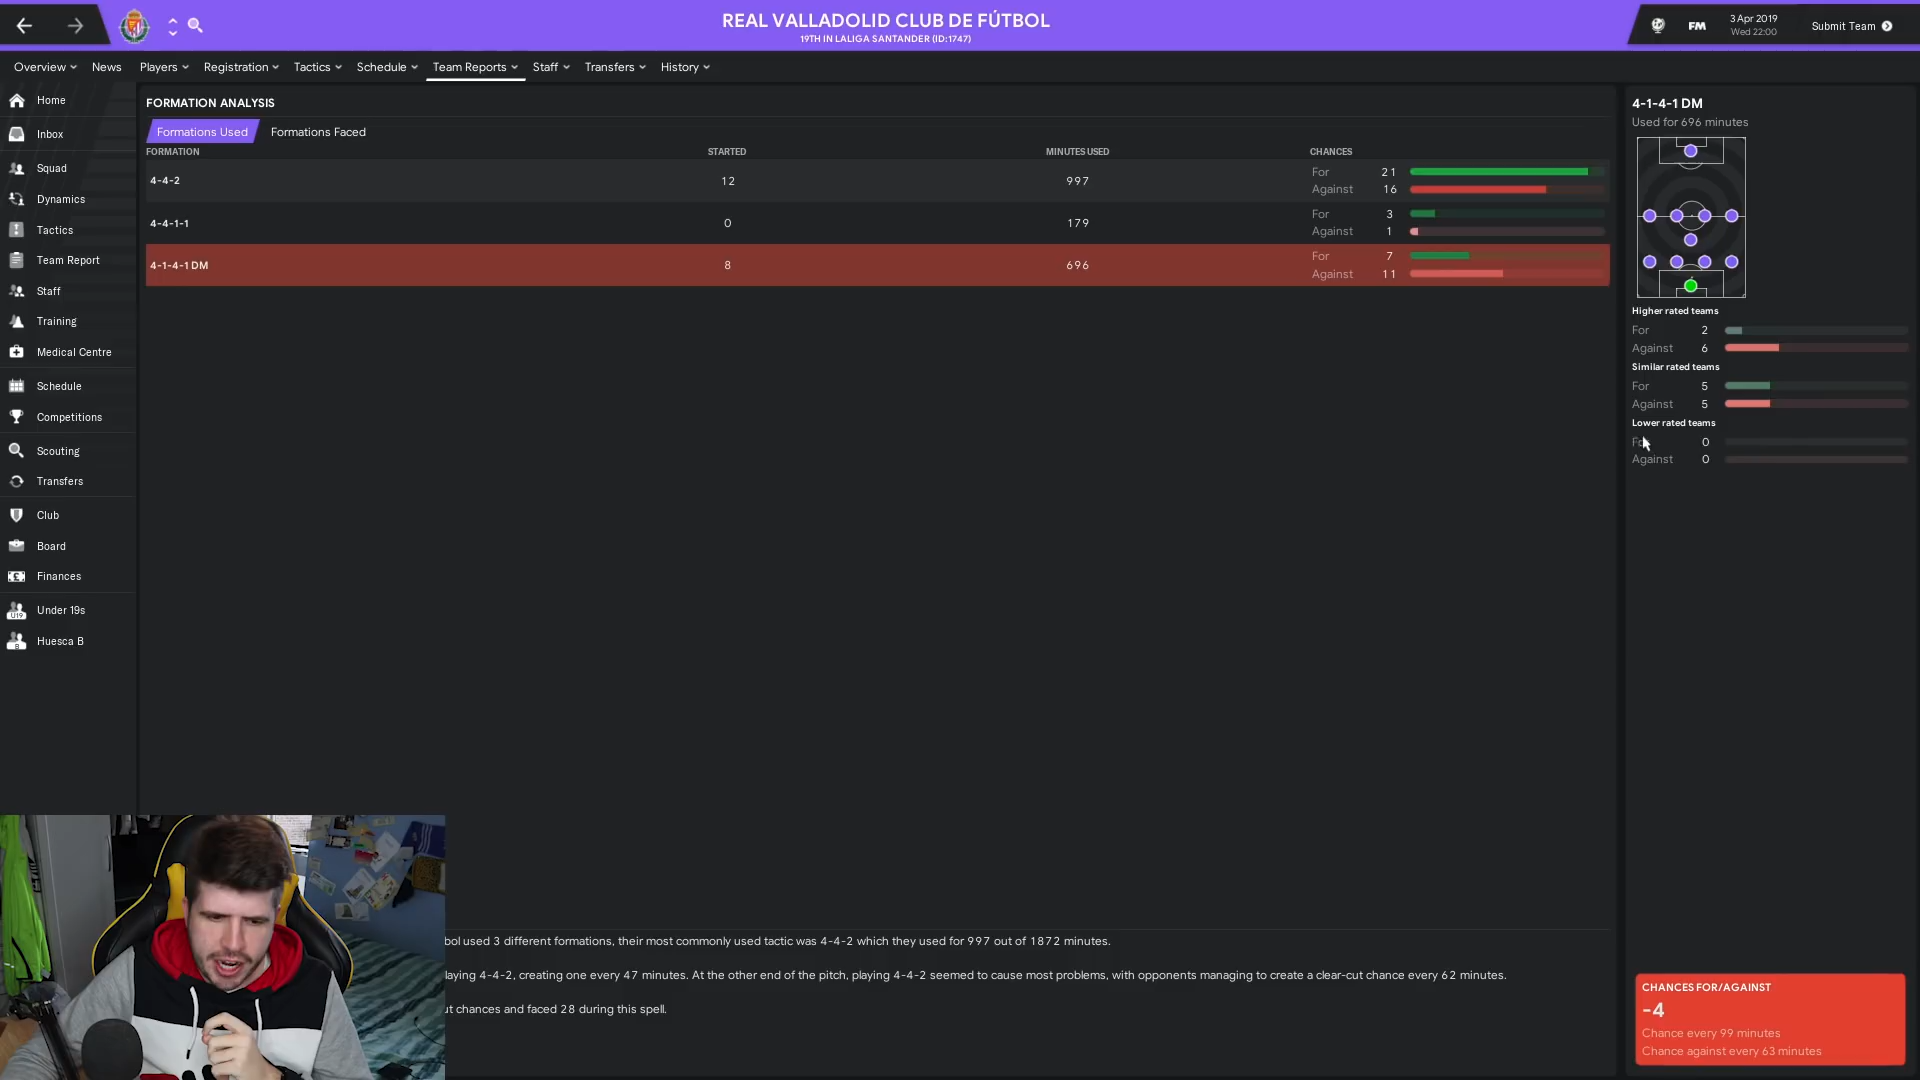 REAL VALLADOLID CLUB DE FÚTBOL
19TH IN LALIGA SANTANDER (ID:1747)
FM
3 Apr 2019
Wed 22:00
Submit Team
Overview News Players Registration Tactics Schedule Team Reports Staff Transfers History
Home
Inbox
Squad
Dynamics
Tactics
Team Report
Staff
Training
Medical Centre
Schedule
Competitions
Scouting
Transfers
Club
Board
Finances
U19
Under 19s
B
Huesca B
FORMATION ANALYSIS
Formations Used Formations Faced
FORMATION STARTED MINUTES USED CHANCES
4-4-2 12 997
For 21
Against 16
4-4-1-1 0 179
For 3
Against 1
4-1-4-1 DM 8 696
For 7
Against 11
bol used 3 different formations, their most commonly used tactic was 4-4-2 which they used for 997 out of 1872 minutes.
laying 4-4-2, creating one every 47 minutes. At the other end of the pitch, playing 4-4-2 seemed to cause most problems, with opponents managing to create a clear-cut chance every 62 minutes.
ut chances and faced 28 during this spell.
4-1-4-1 DM
Used for 696 minutes
Higher rated teams
For 2
Against 6
Similar rated teams
For 5
Against 5
Lower rated teams
0
Against 0
CHANCES FOR/AGAINST
-4
Chance every 99 minutes
Chance against every 63 minutes